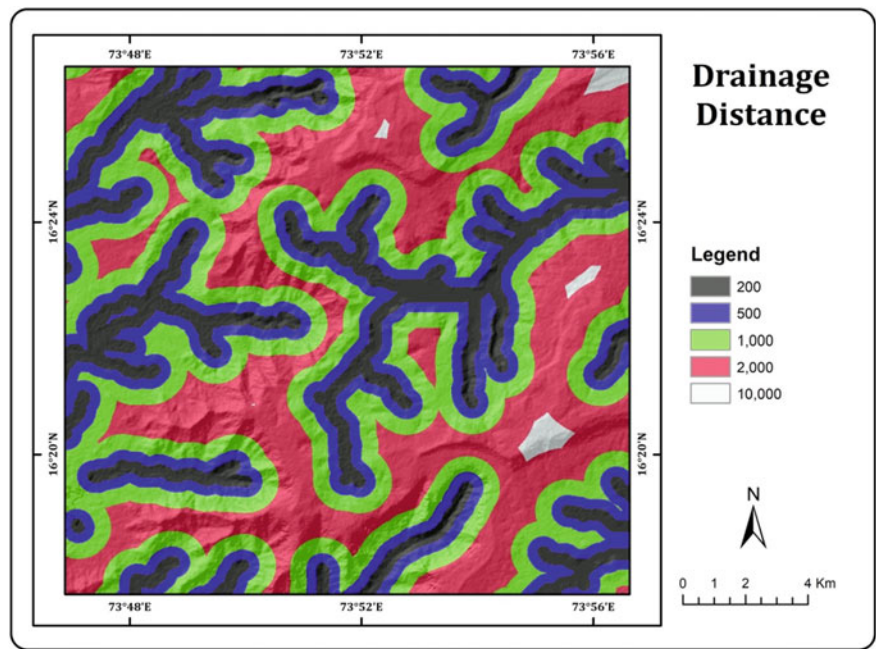 Drainage
Distance
73°48'E 73°52'E 73°56'E
16°24'N 16°24'N
16°20'N 16°20'N
73°48'E 73°52'E 73°56'E
Legend
200
500
1,000
2,000
10,000
N
0 1 2 4 Km